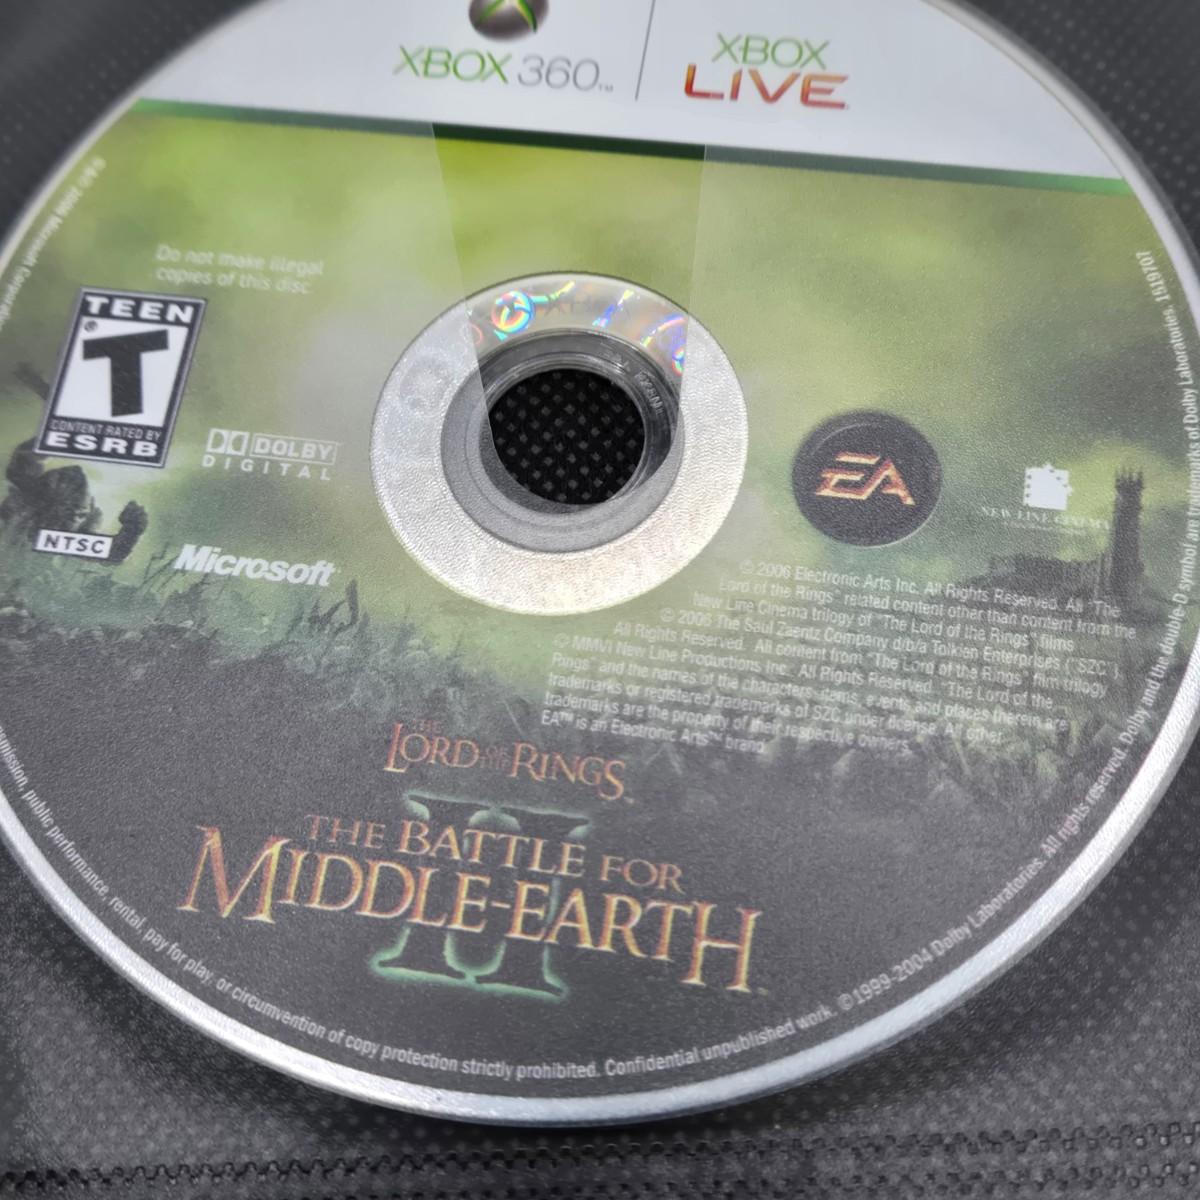 XBOX 360™
XBOX
LIVE
Do not make illegal
copies of this disc.
TEEN
T
CONTENT RATED BY
ESRB
DOLBY
DIGITAL
NTSC
Microsoft
EA
NEW LINE CINEMA
© 2006 Electronic Arts Inc. All Rights Reserved. All "The
Lord of the Rings" related content other than content from the
New Line Cinema trilogy of "The Lord of the Rings" films
© 2006 The Saul Zaentz Company d/b/a Tolkien Enterprises ("SZC").
All Rights Reserved. All content from "The Lord of the Rings" film trilogy
© MMVI New Line Productions Inc. All Rights Reserved. "The Lord of the
Rings" and the names of the characters, items, events and places therein are
trademarks or registered trademarks of SZC under license. All other
trademarks are the property of their respective owners.
EA™ is an Electronic Arts™ brand.
THE
LORD OF THE RINGS™
II
THE BATTLE FOR
MIDDLE-EARTH™
public performance, rental, pay for play, or circumvention of copy protection strictly prohibited. Confidential unpublished work. ©1999-2004 Dolby Laboratories. All rights reserved. Dolby and the double-D symbol are trademarks of Dolby Laboratories. 1919701